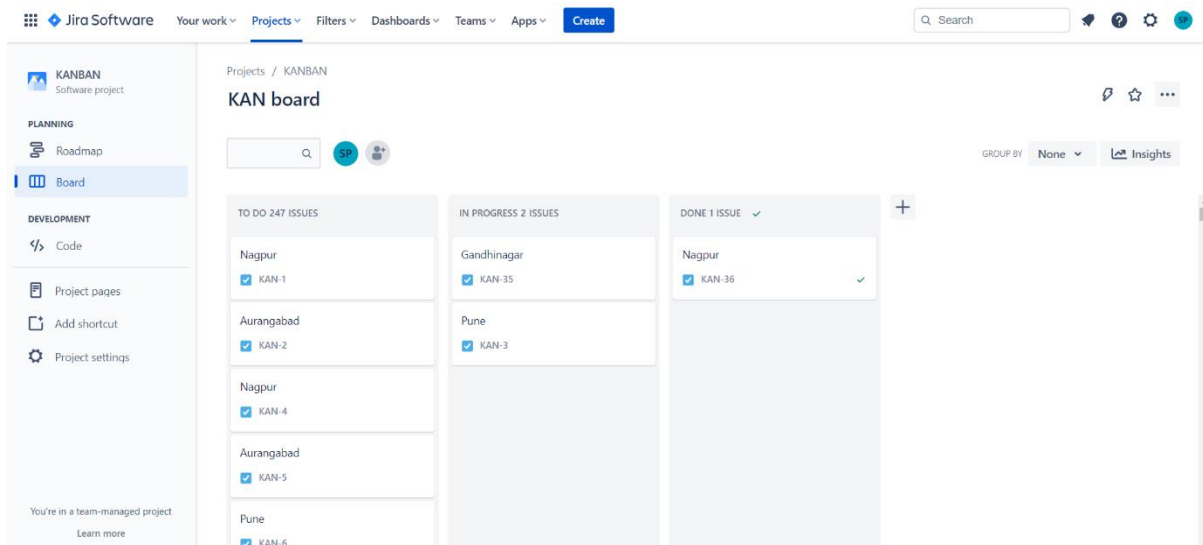 Jira Software Your work Projects Filters Dashboards Teams Apps Create Search SP
KANBAN
Software project
PLANNING
Roadmap
Board
DEVELOPMENT
Code
Project pages
Add shortcut
Project settings
You're in a team-managed project
Learn more
Projects / KANBAN
KAN board
SP
GROUP BY None Insights
TO DO 247 ISSUES
Nagpur
KAN-1
Aurangabad
KAN-2
Nagpur
KAN-4
Aurangabad
KAN-5
Pune
KAN-6
IN PROGRESS 2 ISSUES
Gandhinagar
KAN-35
Pune
KAN-3
DONE 1 ISSUE
Nagpur
KAN-36